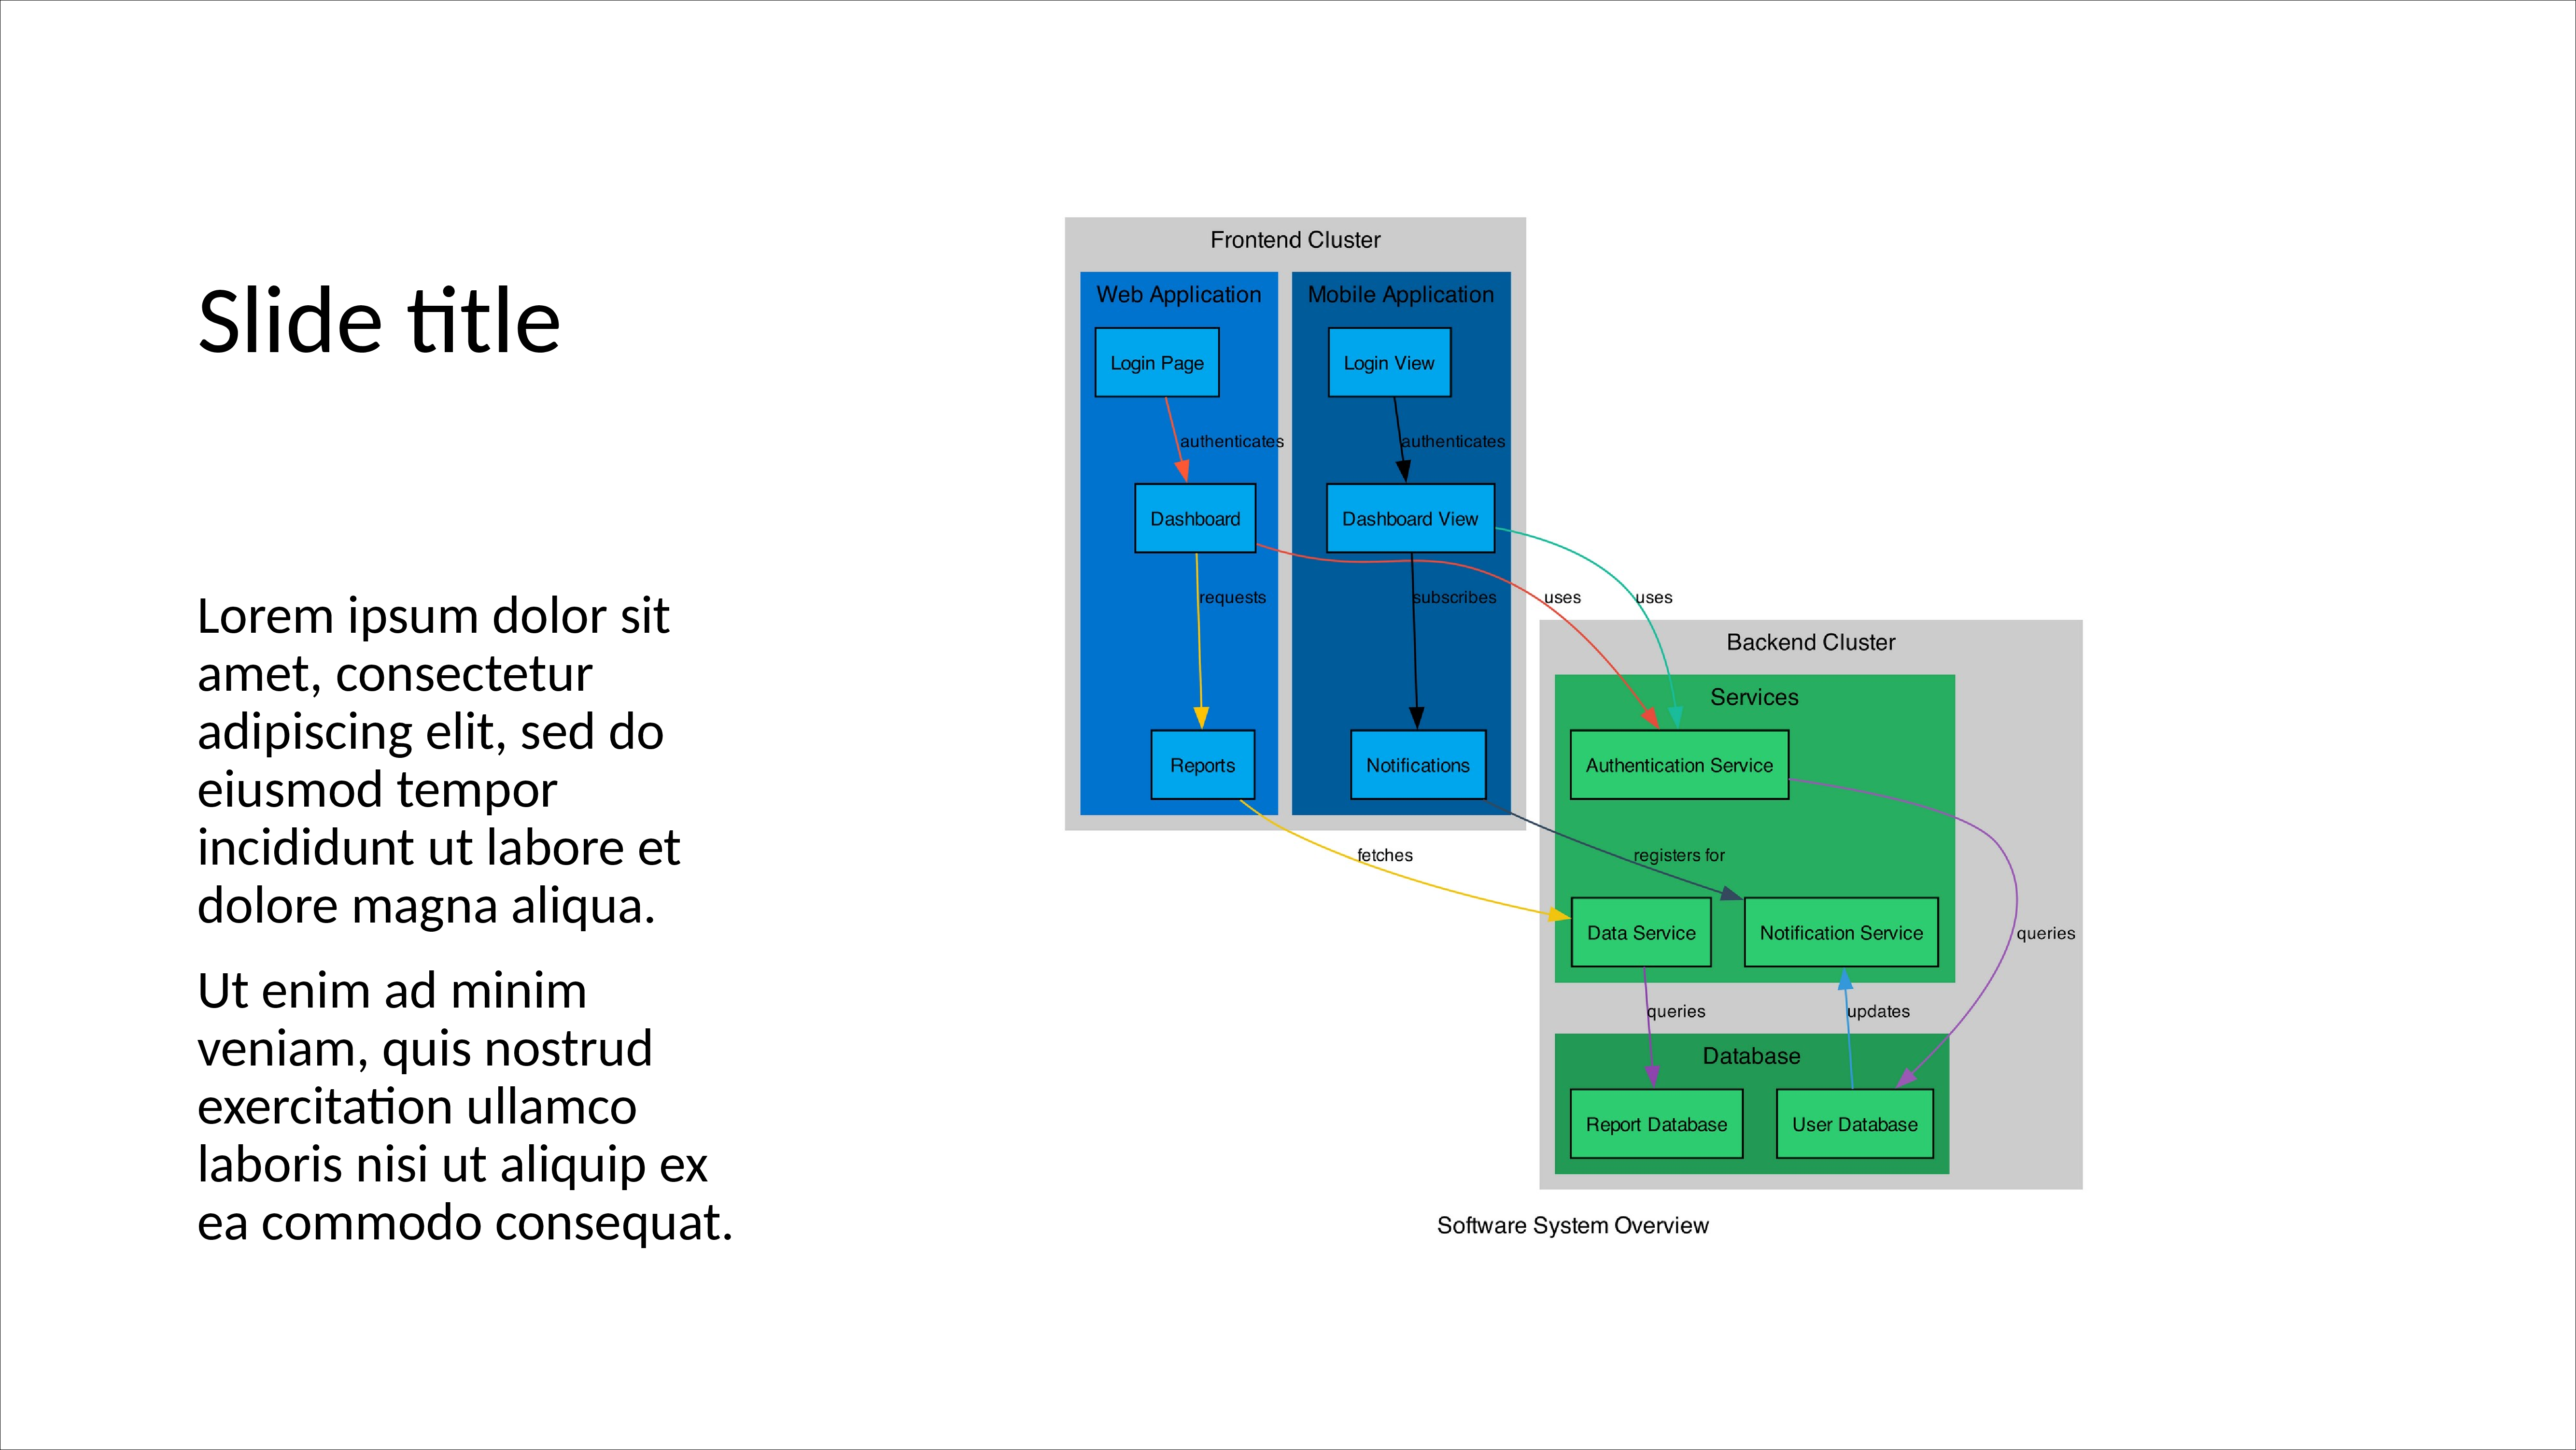 Slide title
Lorem ipsum dolor sit
amet, consectetur
adipiscing elit, sed do
eiusmod tempor
incididunt ut labore et
dolore magna aliqua.
Ut enim ad minim
veniam, quis nostrud
exercitation ullamco
laboris nisi ut aliquip ex
ea commodo consequat.
Frontend Cluster
Web Application
Mobile Application
Login Page
Login View
authenticates
authenticates
Dashboard
Dashboard View
requests
subscribes
uses
uses
Reports
Notifications
Backend Cluster
Services
Authentication Service
fetches
registers for
Data Service
Notification Service
queries
queries
updates
Database
Report Database
User Database
Software System Overview